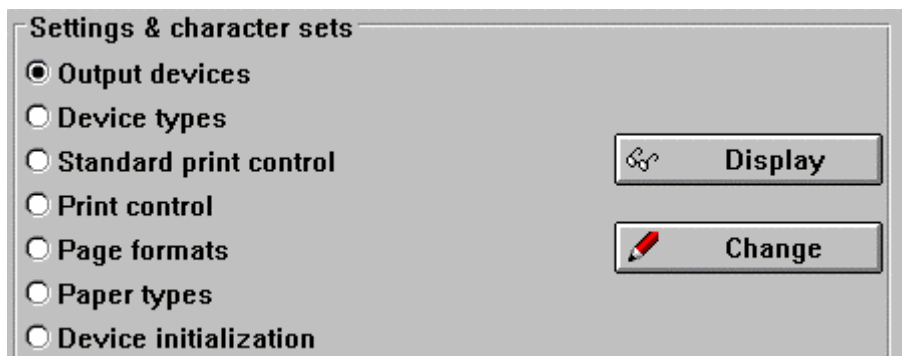 Settings & character sets
Output devices
Device types
Standard print control
Display
Print control
Page formats
Change
Paper types
Device initialization